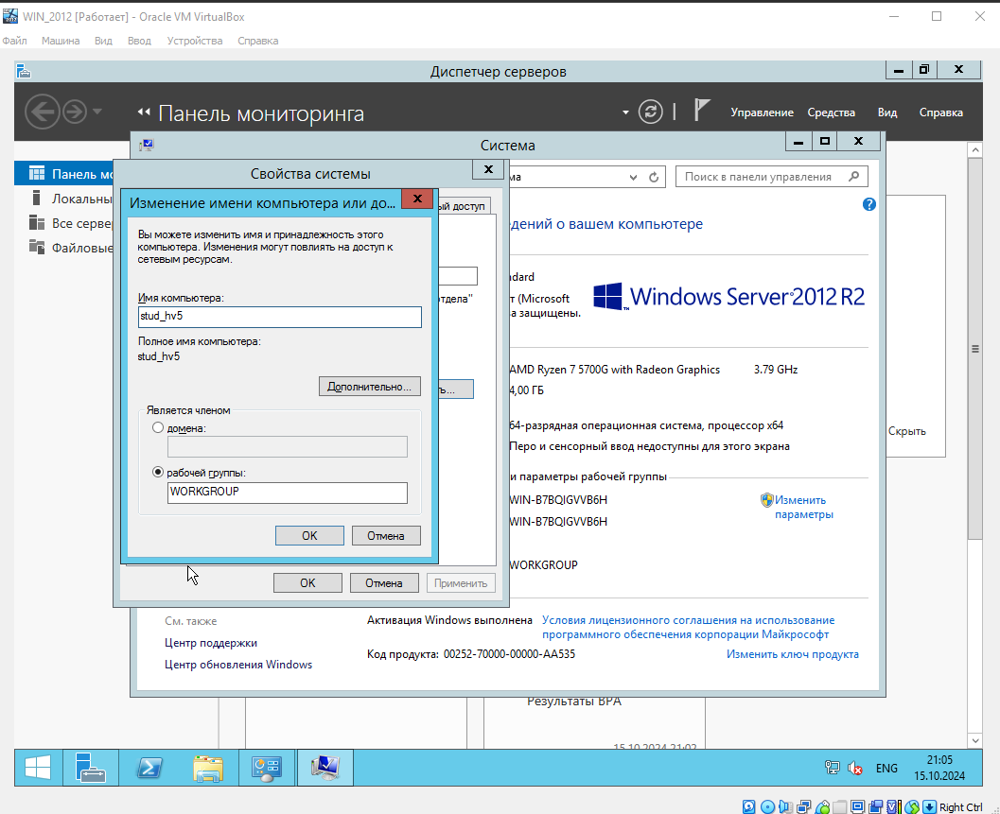 WIN_2012 [Работает] - Oracle VM VirtualBox
Файл Машина Вид Ввод Устройства Справка
Диспетчер серверов
Панель мониторинга
Управление Средства Вид Справка
Панель
Локальны
Все серве
Файловые
Система
Поиск в панели управления
дений о вашем компьютере
Windows Server 2012 R2
(Microsoft
а защищены.
AMD Ryzen 7 5700G with Radeon Graphics 3.79 GHz
4,00 ГБ
64-разрядная операционная система, процессор x64
Перо и сенсорный ввод недоступны для этого экрана
и параметры рабочей группы
WIN-B7BQIGVVB6H
Изменить
параметры
WIN-B7BQIGVVB6H
WORKGROUP
Скрыть
См. также
Центр поддержки
Центр обновления Windows
Активация Windows выполнена Условия лицензионного соглашения на использование
программного обеспечения корпорации Майкрософт
Код продукта: 00252-70000-00000-AA535 Изменить ключ продукта
Свойства системы
ый доступ
отдела"
OK Отмена Применить
Изменение имени компьютера или до...
Вы можете изменить имя и принадлежность этого
компьютера. Изменения могут повлиять на доступ к
сетевым ресурсам.
Имя компьютера:
stud_hv5
Полное имя компьютера:
stud_hv5
Дополнительно...
Является членом
домена:
рабочей группы:
WORKGROUP
OK Отмена
Результаты BPA
15.10.2024 21:02
ENG
21:05
15.10.2024
Right Ctrl